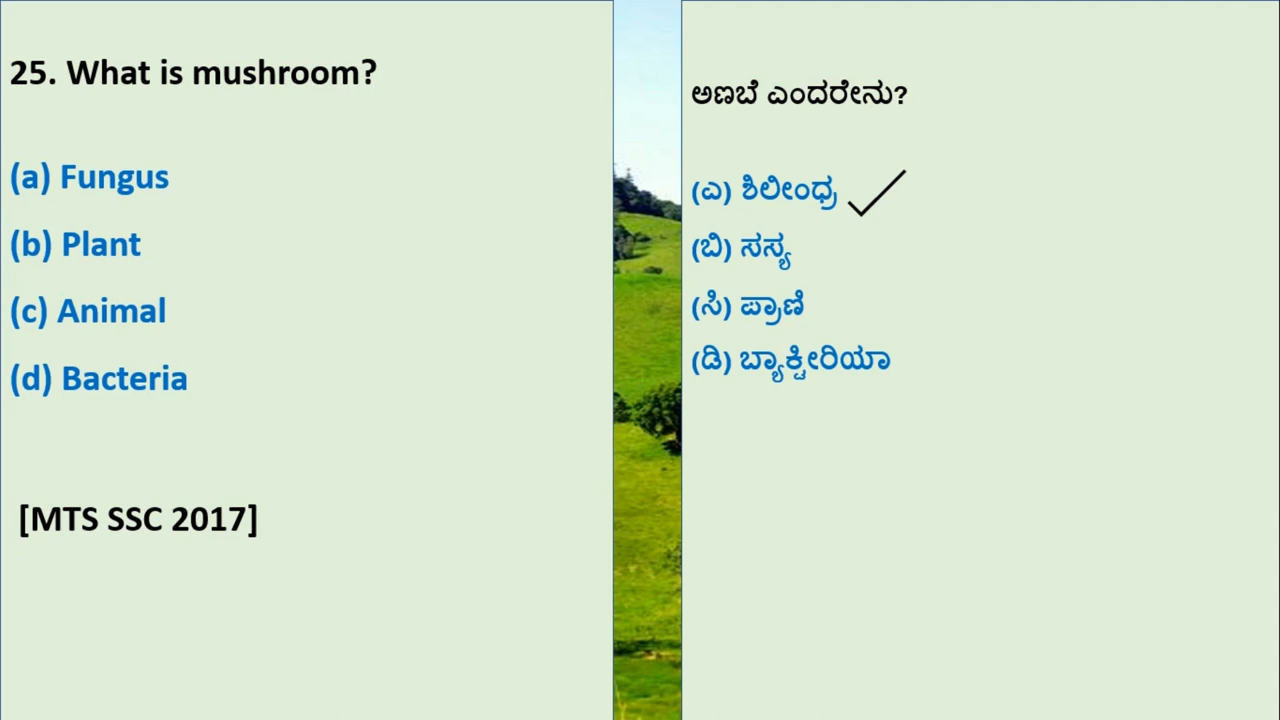 25. What is mushroom?
(a) Fungus
(b) Plant
(c) Animal
(d) Bacteria
[MTS SSC 2017]
ಅಣಬೆ ಎಂದರೇನು?
(ಎ) ಶಿಲೀಂಧ್ರ
(ಬಿ) ಸಸ್ಯ
(ಸಿ) ಪ್ರಾಣಿ
(ಡಿ) ಬ್ಯಾಕ್ಟೀರಿಯಾ